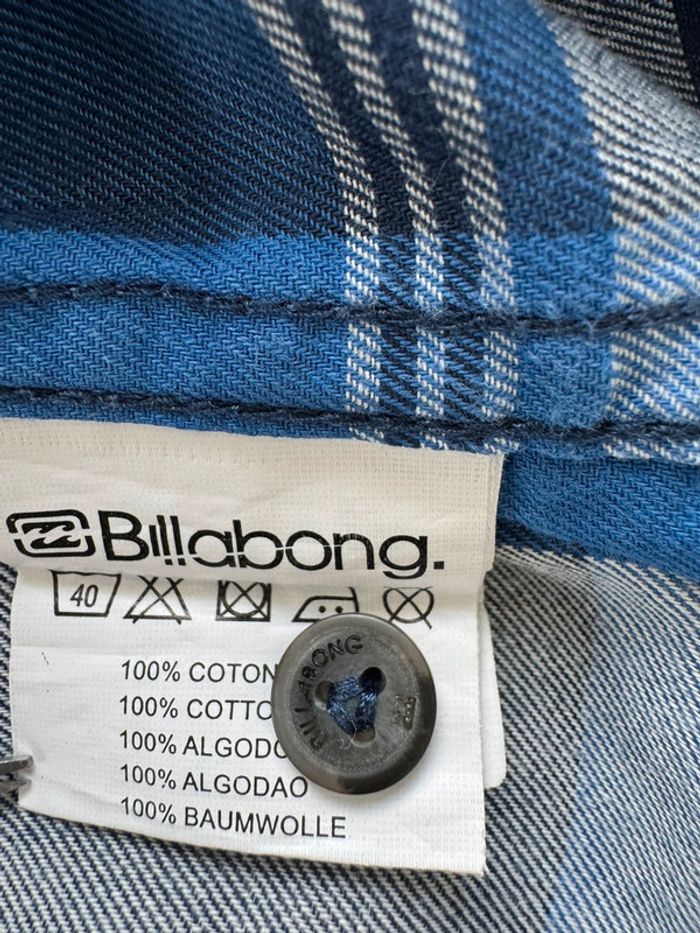 Billabong.
40
100% COTON
100% COTTO
100% ALGODO
100% ALGODAO
100% BAUMWOLLE
BILLABONG